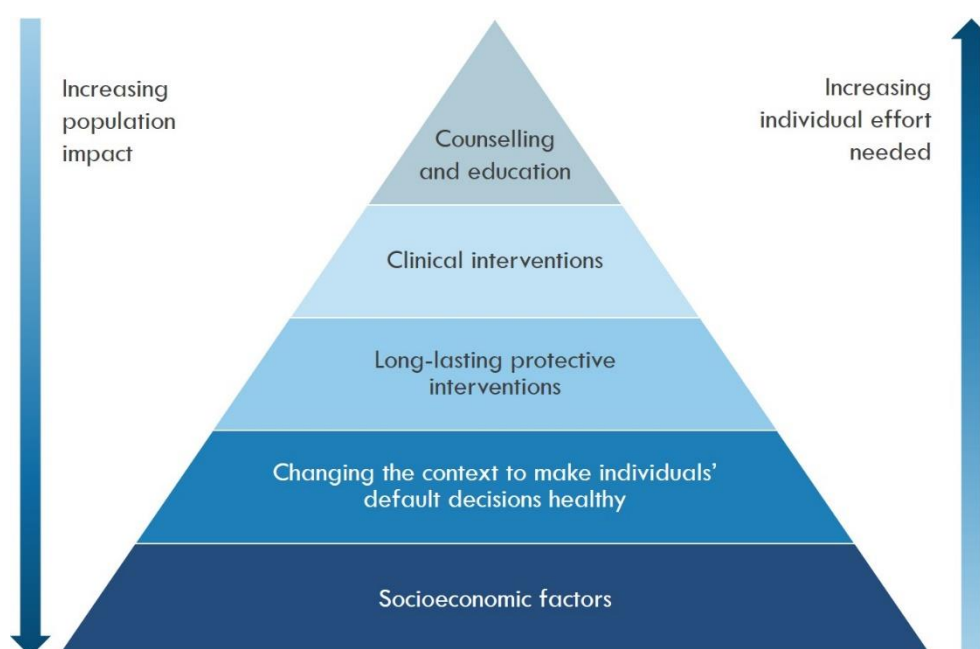 Increasing
population
impact
Increasing
individual effort
needed
Counselling
and education
Clinical interventions
Long-lasting protective
interventions
Changing the context to make individuals’
default decisions healthy
Socioeconomic factors